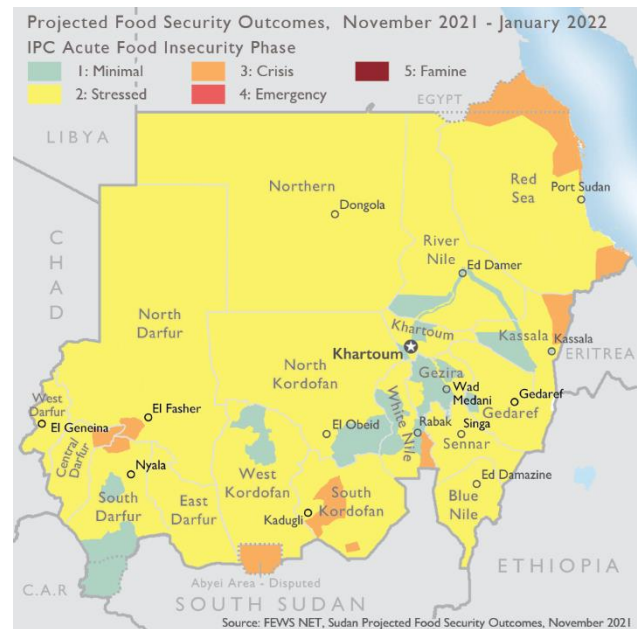 Projected Food Security Outcomes, November 2021 - January 2022
IPC Acute Food Insecurity Phase
1: Minimal
3: Crisis
5: Famine
2: Stressed
4: Emergency
EGYPT
LIBYA
Northern
Red
Sea
Port Sudan
Dongola
CHAD
River
Nile
Ed Damer
North
Darfur
Khartoum
Kassala
Kassala
Khartoum
ERITREA
North
Kordofan
Gezira
Wad
Medani
Gedaref
Gedaref
West
Darfur
El Fasher
El Geneina
White Nile
El Obeid
Rabak
Singa
Sennar
Central
Darfur
Nyala
West
Kordofan
South
Kordofan
Ed Damazine
South
Darfur
East
Darfur
Kadugli
Blue
Nile
ETHIOPIA
Abyei Area - Disputed
C.A.R
SOUTH SUDAN
Source: FEWS NET, Sudan Projected Food Security Outcomes, November 2021